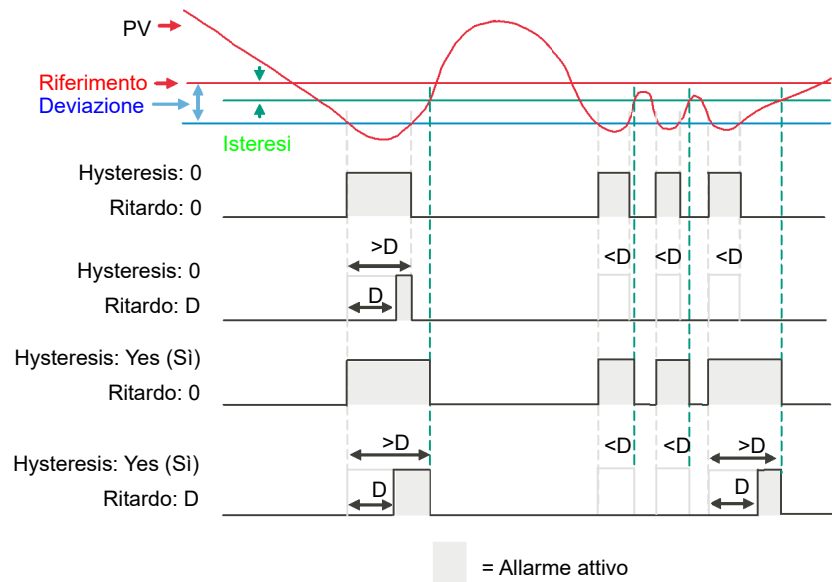 PV
Riferimento
Deviazione
Isteresi
Hysteresis: 0
Ritardo: 0
>D
<D
<D
<D
Hysteresis: 0
D
Ritardo: D
Hysteresis: Yes (Sì)
Ritardo: 0
>D
<D
<D
>D
Hysteresis: Yes (Sì)
D
D
Ritardo: D
= Allarme attivo